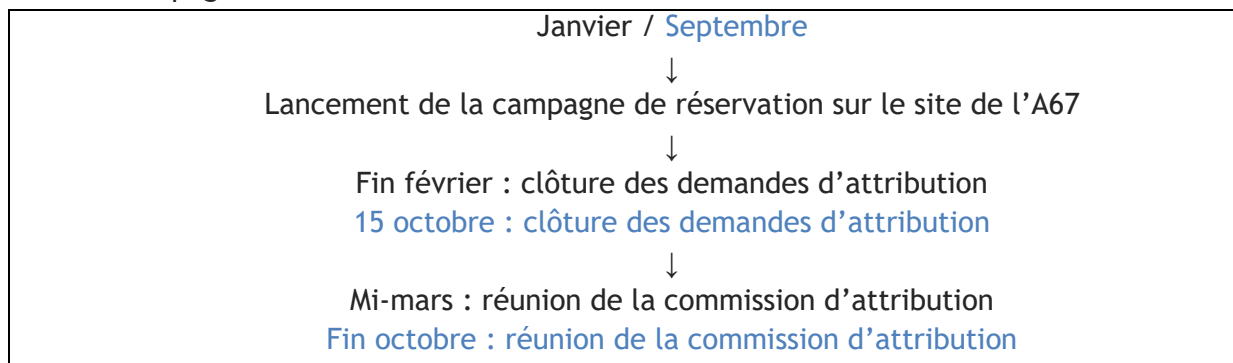 Janvier / Septembre
↓
Lancement de la campagne de réservation sur le site de l’A67
↓
Fin février : clôture des demandes d’attribution
15 octobre : clôture des demandes d’attribution
↓
Mi-mars : réunion de la commission d’attribution
Fin octobre : réunion de la commission d’attribution